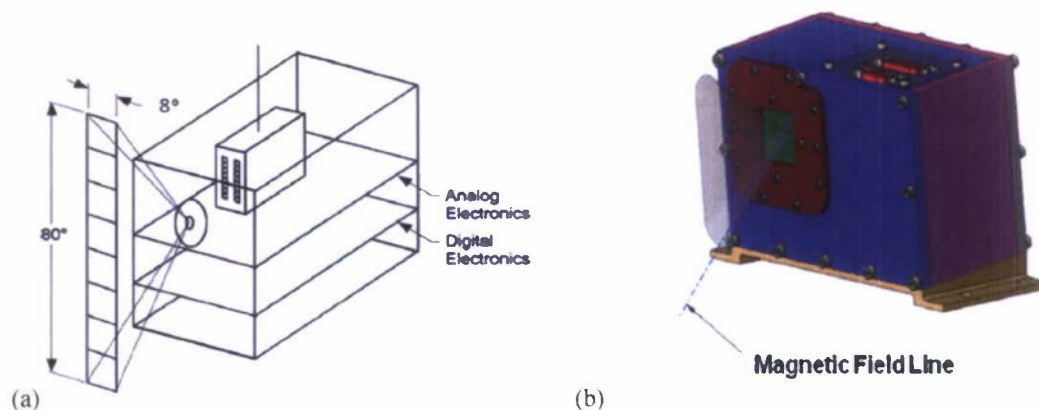 8°
80°
Analog
Electronics
Digital
Electronics
(a)
Magnetic Field Line
(b)